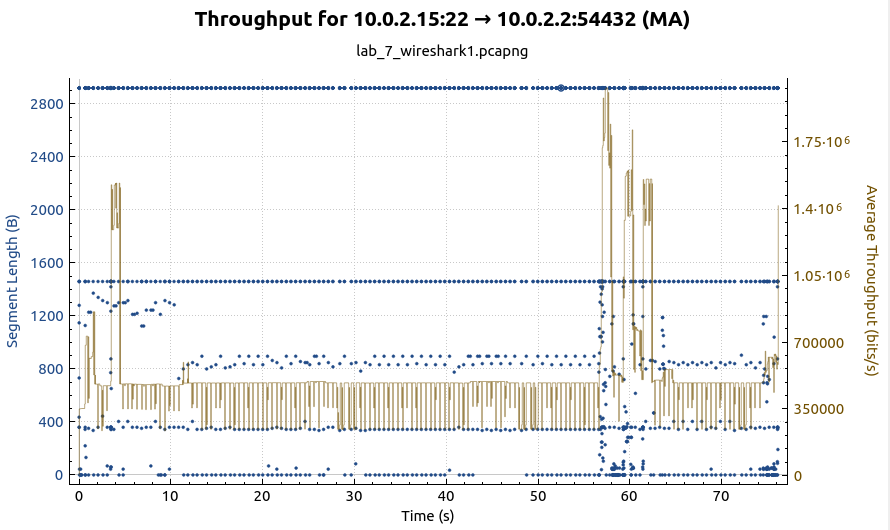 Throughput for 10.0.2.15:22 → 10.0.2.2:54432 (MA)
lab_7_wireshark1.pcapng
Segment Length (B)
2800
2400
2000
1600
1200
800
400
0
1.75·10⁶
1.4·10⁶
1.05·10⁶
700000
350000
0
Average Throughput (bits/s)
0 10 20 30 40 50 60 70
Time (s)